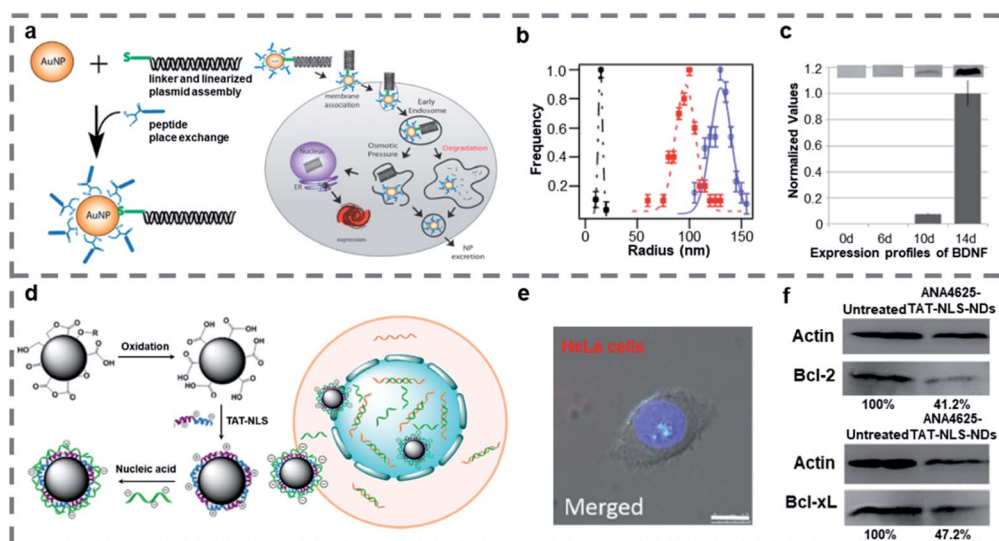 a
AuNP
+
S
linker and linearized
plasmid assembly
peptide
place exchange
AuNP
S
membrane
association
Early
Endosome
Osmotic
Pressure
Degradation
Nucleus
ER
expression
NP
excretion
b
Frequency
1.0
0.8
0.6
0.4
0.2
0 50 100 150
Radius (nm)
c
Normalized Values
1.2
1.0
0.8
0.6
0.4
0.2
0
0d 6d 10d 14d
Expression profiles of BDNF
d
Oxidation
TAT-NLS
Nucleic acid
e
HeLa cells
Merged
f
Untreated ANA4625-
TAT-NLS-NDs
Actin
Bcl-2
100% 41.2%
Untreated ANA4625-
TAT-NLS-NDs
Actin
Bcl-xL
100% 47.2%